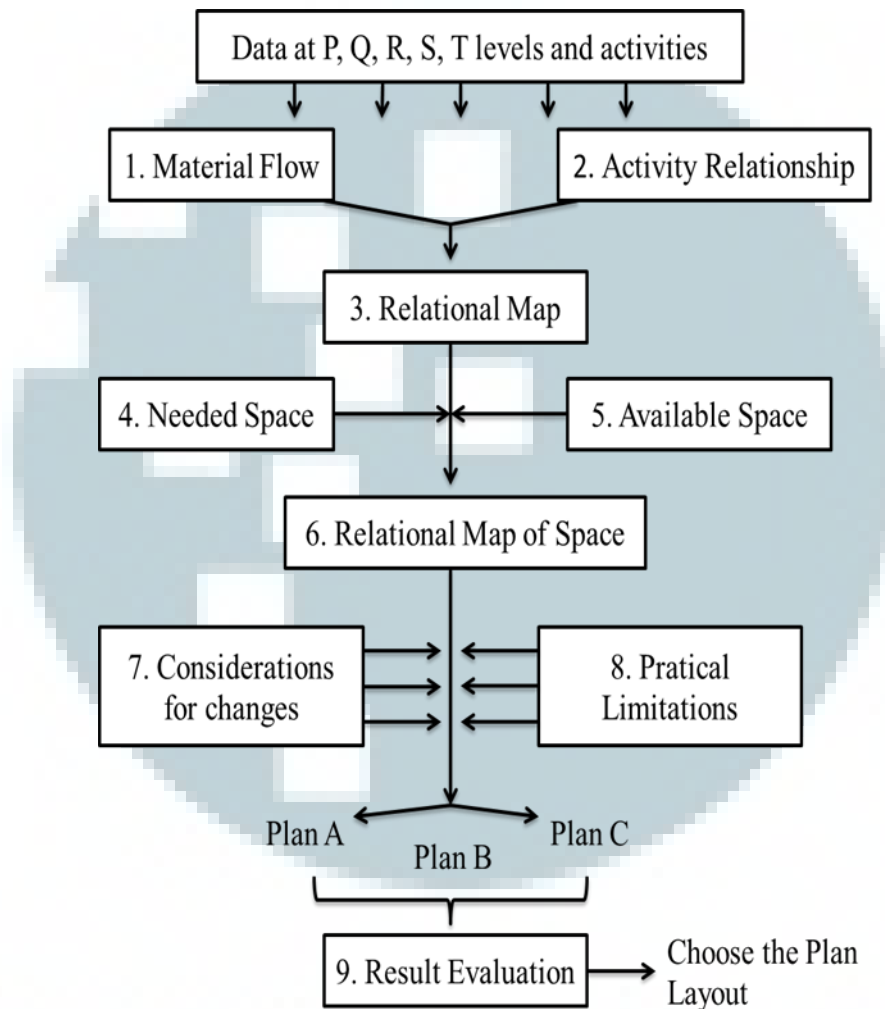 Data at P, Q, R, S, T levels and activities
1. Material Flow
2. Activity Relationship
3. Relational Map
4. Needed Space
5. Available Space
6. Relational Map of Space
7. Considerations
for changes
8. Pratical
Limitations
Plan A
Plan B
Plan C
9. Result Evaluation
Choose the Plan
Layout